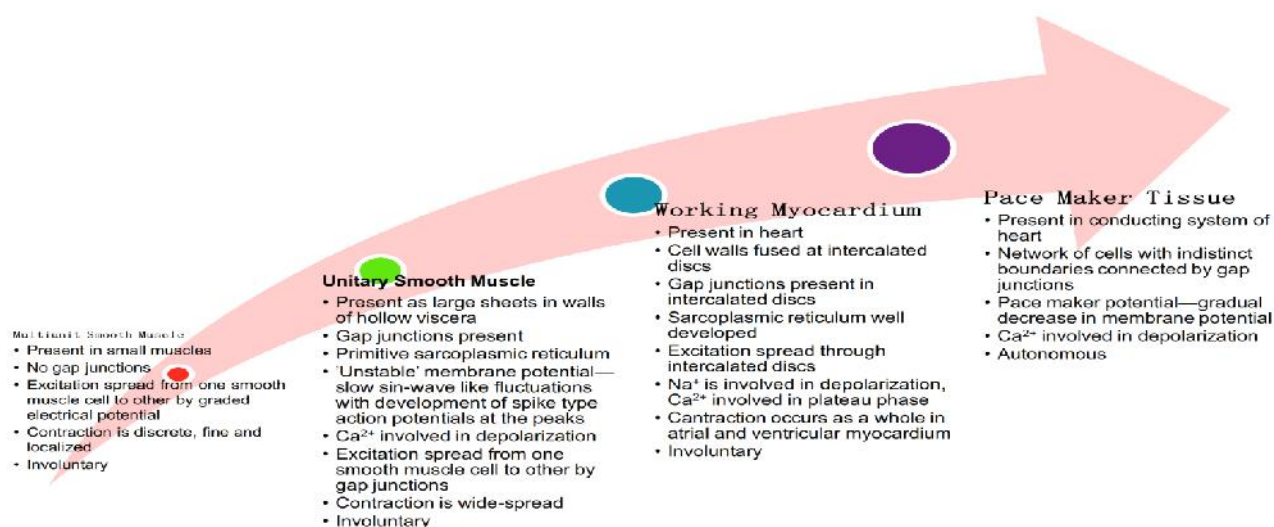 Multiunit Smooth Muscle
• Present in small muscles
• No gap junctions
• Excitation spread from one smooth
muscle cell to other by graded
electrical potential
• Contraction is discrete, fine and
localized
• Involuntary
Unitary Smooth Muscle
• Present as large sheets in walls
of hollow viscera
• Gap junctions present
• Primitive sarcoplasmic reticulum
• 'Unstable' membrane potential—
slow sin-wave like fluctuations
with development of spike type
action potentials at the peaks
• Ca²⁺ involved in depolarization
• Excitation spread from one
smooth muscle cell to other by
gap junctions
• Contraction is wide-spread
• Involuntary
Working Myocardium
• Present in heart
• Cell walls fused at intercalated
discs
• Gap junctions present in
intercalated discs
• Sarcoplasmic reticulum well
developed
• Excitation spread through
intercalated discs
• Na⁺ is involved in depolarization,
Ca²⁺ involved in plateau phase
• Cantraction occurs as a whole in
atrial and ventricular myocardium
• Involuntary
Pace Maker Tissue
• Present in conducting system of
heart
• Network of cells with indistinct
boundaries connected by gap
junctions
• Pace maker potential—gradual
decrease in membrane potential
• Ca²⁺ involved in depolarization
• Autonomous